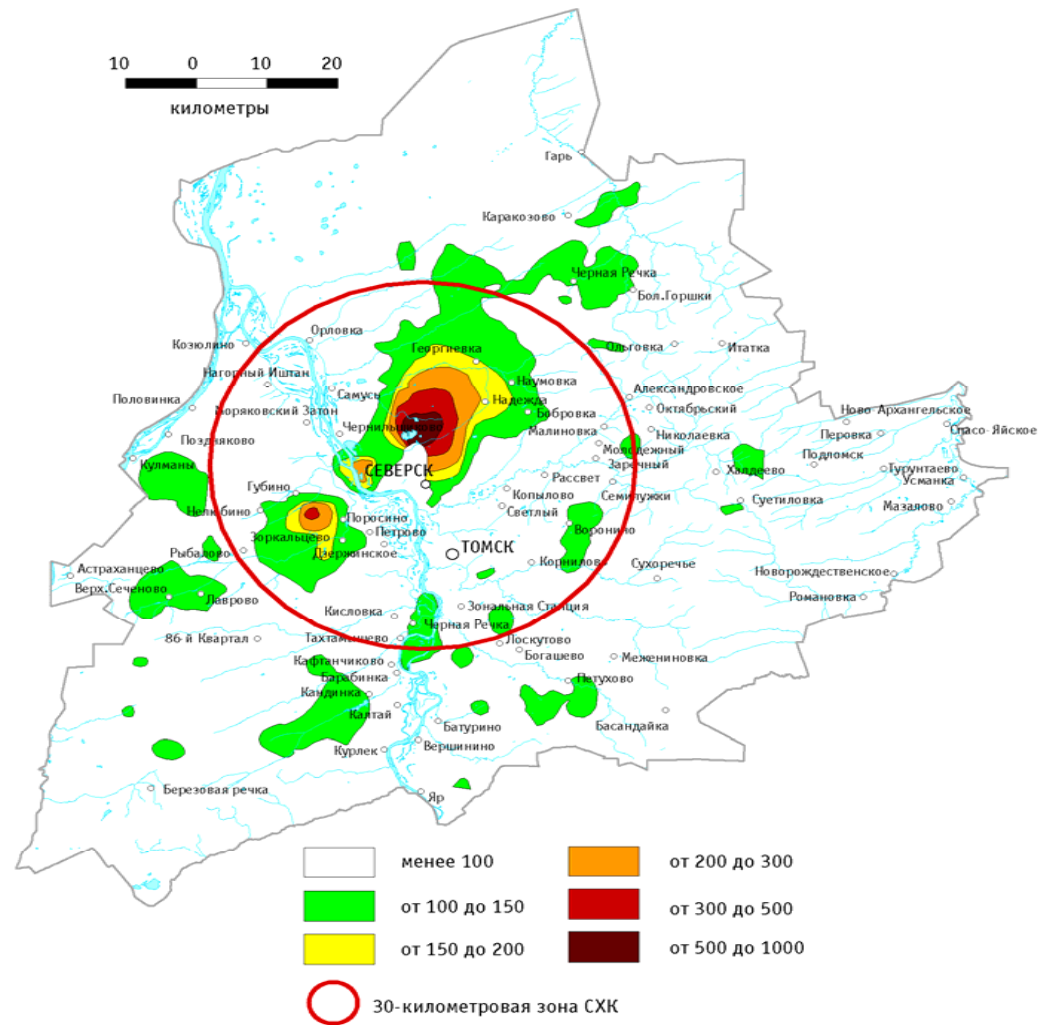 10 0 10 20
километры
Гарь
Каракозово
Черная Речка
Бол.Горшки
Орловка
Козюлино
Георгиевка
Ольговка
Итатка
Нагорный Иштан
Наумовка
Самусь
Надежда
Александровское
Половинка
Моряковский Затон
Бобровка
Октябрьский
Ново-Архангельское
Чернильщиково
Малиновка
Николаевка
Перовка
Спасо-Яйское
Поздняково
Молодежный
Подломск
Кулманы
СЕВЕРСК
Заречный
Халдеево
Турунтаево
Рассвет
Усманка
Губино
Копылово
Семилужки
Суетиловка
Мазалово
Нелюбино
Светлый
Поросино
Воронино
Петрово
Зоркальцево
ТОМСК
Рыбалово
Дзержинское
Корнилово
Сухоречье
Астраханцево
Новорождественское
Верх.Сеченово
Лаврово
Романовка
Кисловка
Зональная Станция
Черная Речка
86-й Квартал
Тахтамышево
Лоскутово
Богашево
Межениновка
Кафтанчиково
Барабинка
Петухово
Кандинка
Калтай
Батурино
Басандайка
Курлек
Вершинино
Березовая речка
Яр
менее 100
от 200 до 300
от 100 до 150
от 300 до 500
от 150 до 200
от 500 до 1000
30-километровая зона СХК